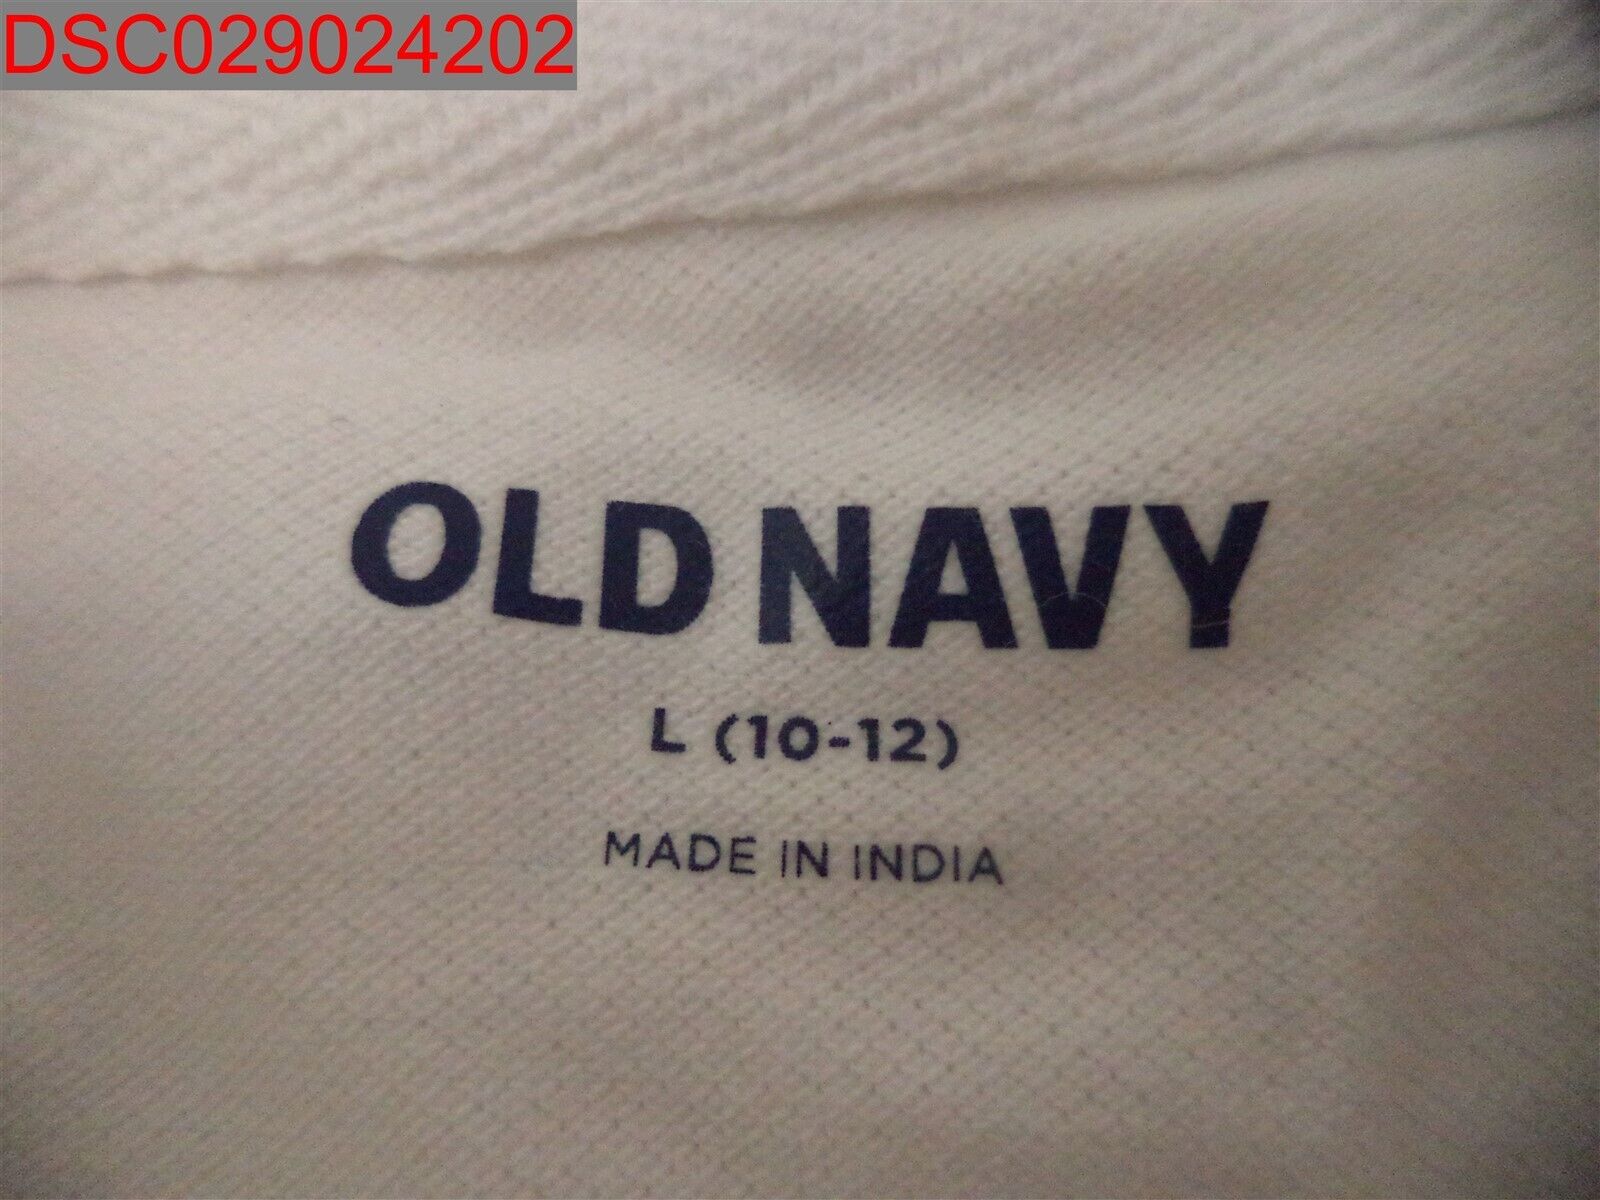 DSC029024202
OLD NAVY
L (10-12)
MADE IN INDIA